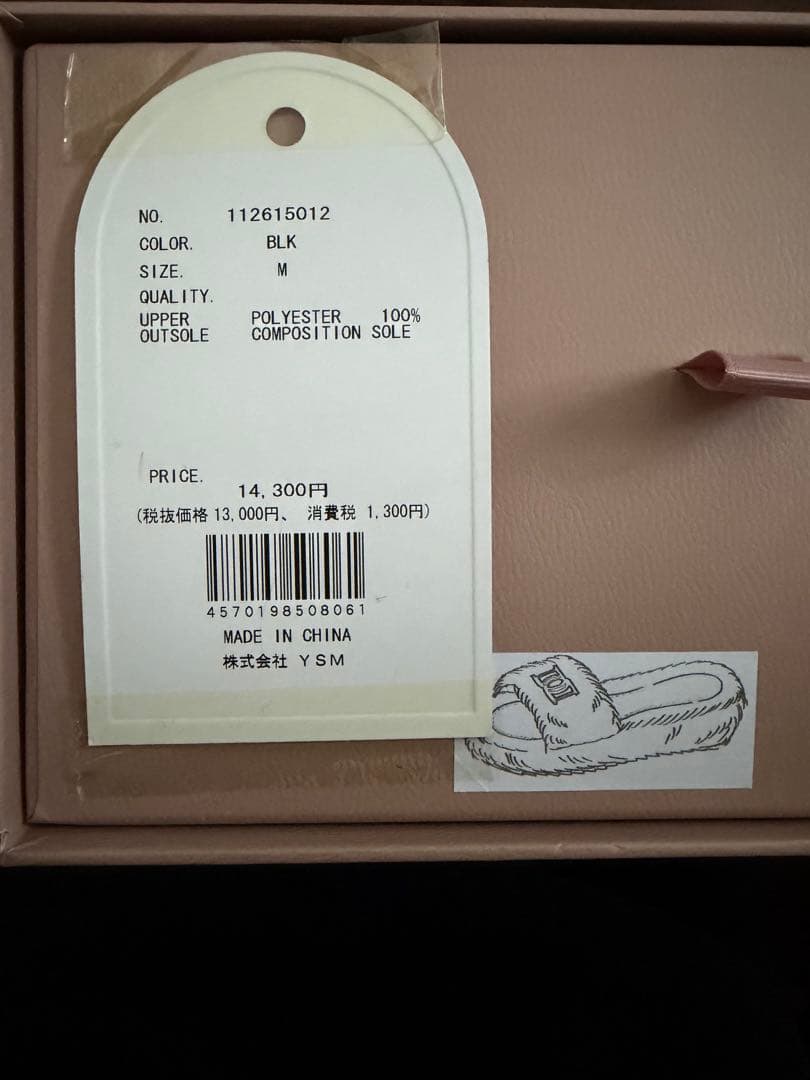 NO. 112615012
COLOR. BLK
SIZE. M
QUALITY.
UPPER POLYESTER 100%
OUTSOLE COMPOSITION SOLE
PRICE.
14,300円
(税抜価格 13,000円、 消費税 1,300円)
4570198508061
MADE IN CHINA
株式会社 YSM